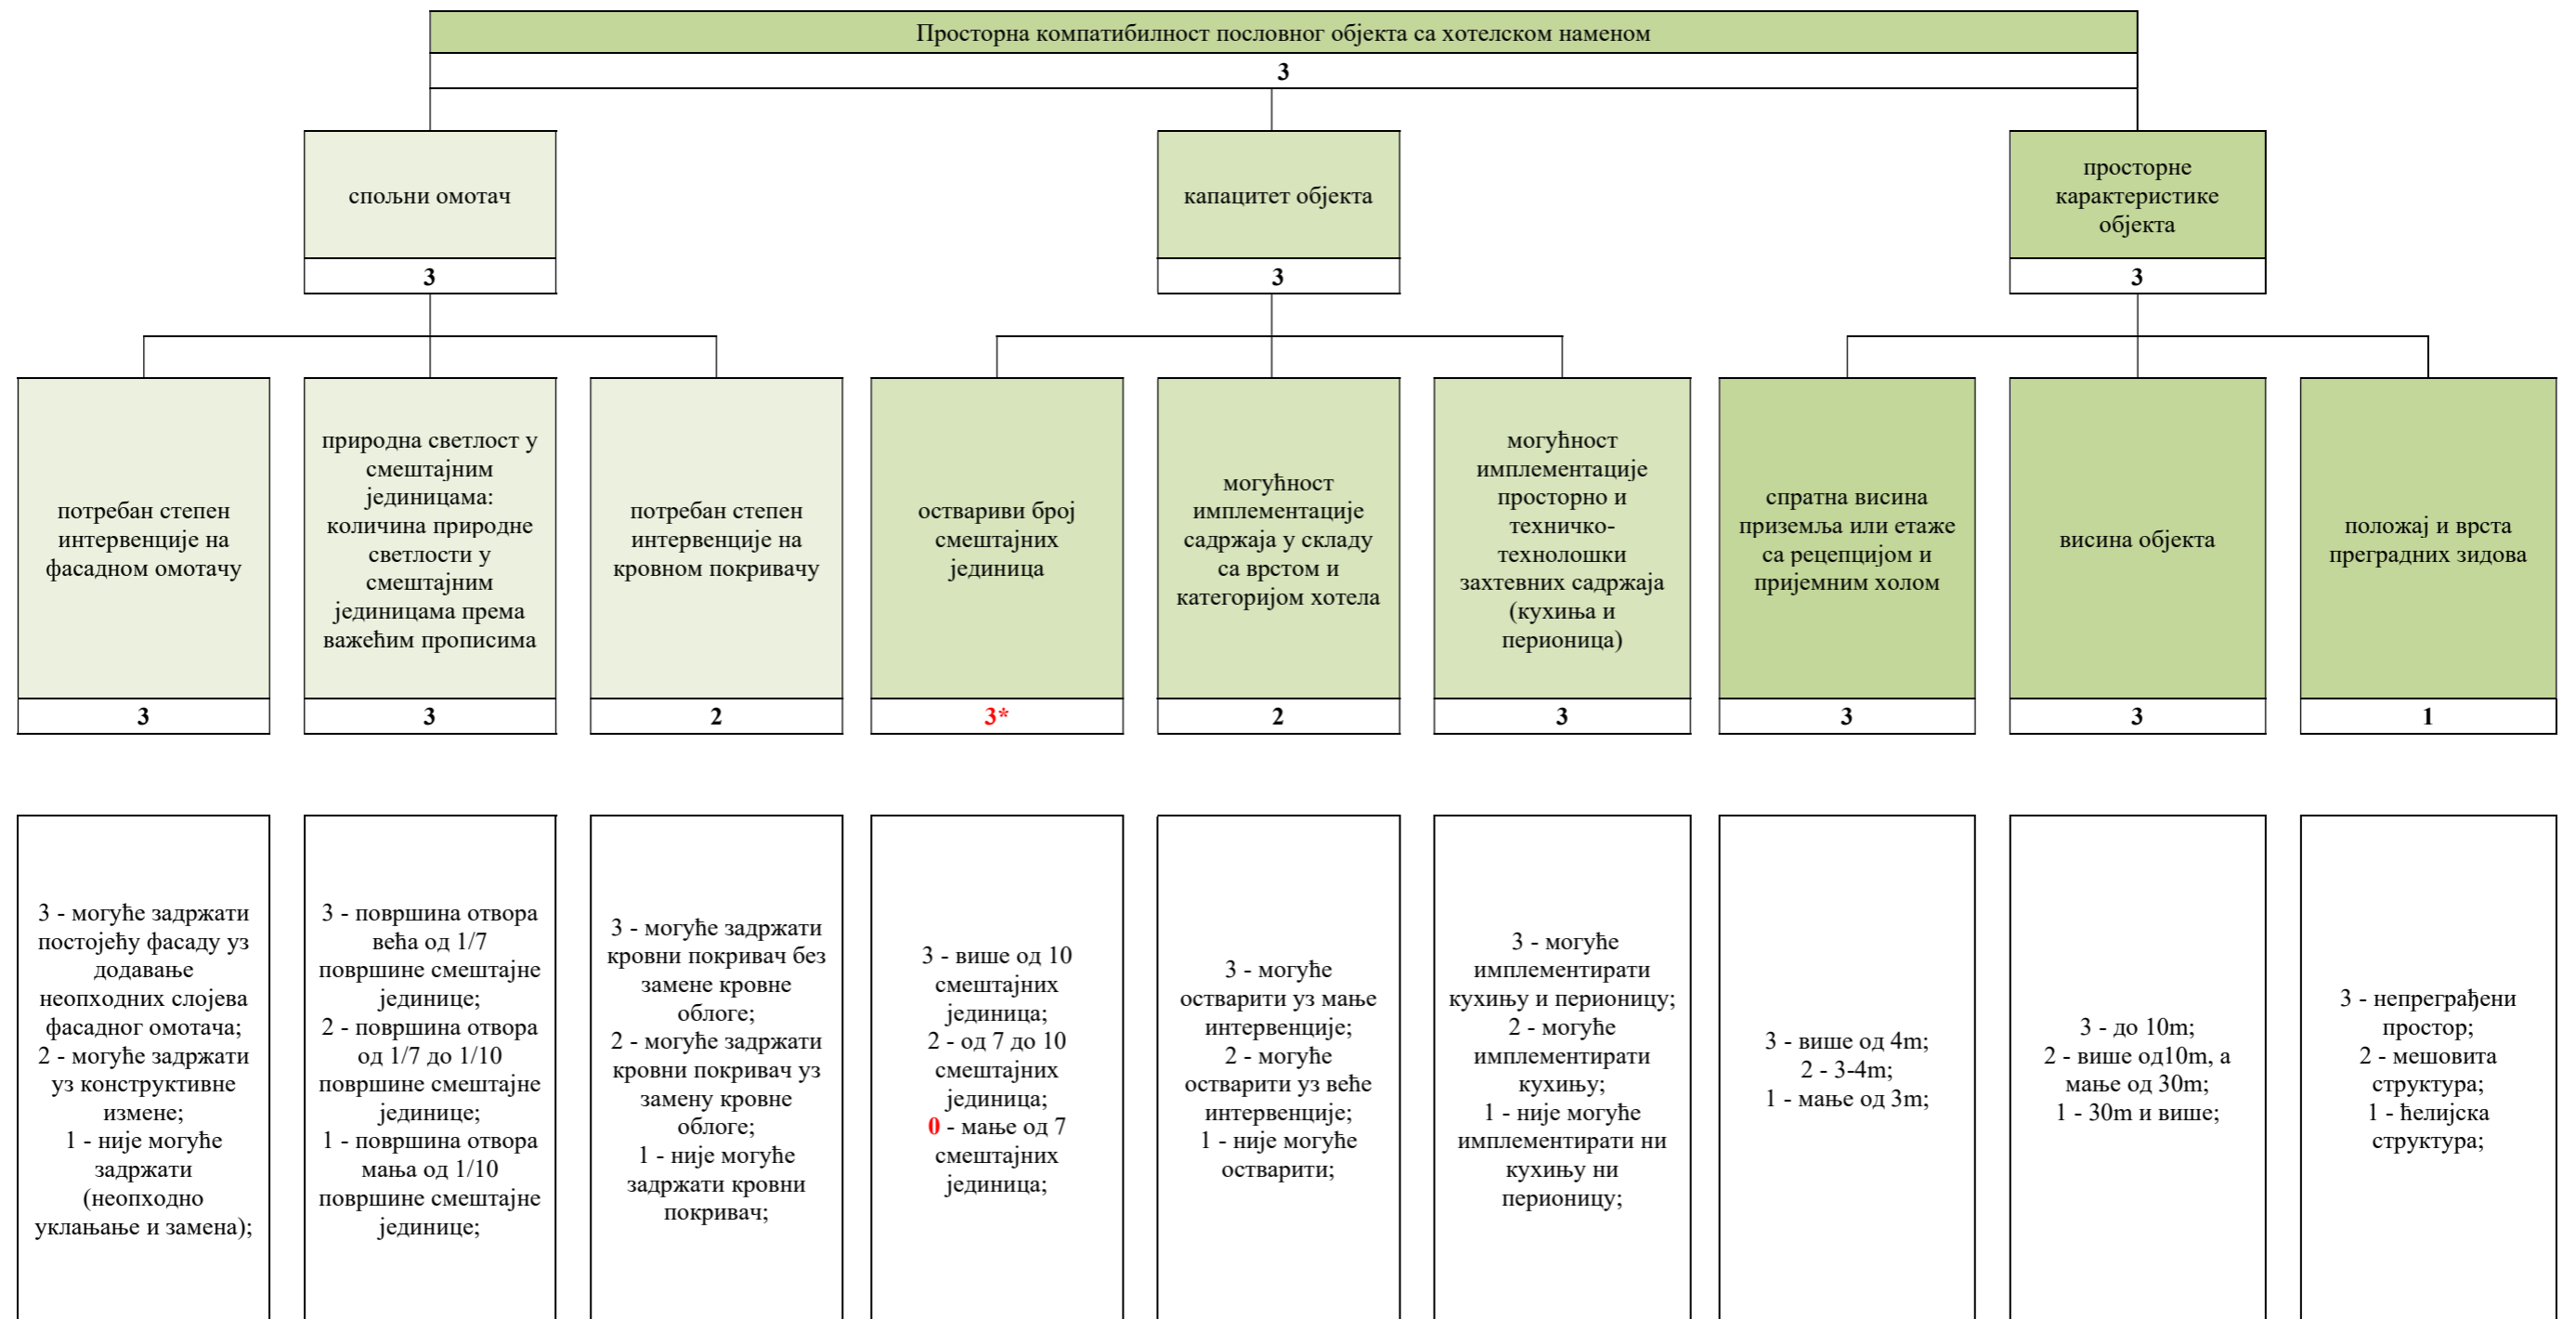 Просторна компатибилност пословног објекта са хотелском наменом
3
спољни омотач
3
капацитет објекта
3
просторне
карактеристике
објекта
3
потребан степен
интервенције на
фасадном омотачу
3
природна светлост у
смештајним
јединицама:
количина природне
светлости у
смештајним
јединицама према
важећим прописима
3
потребан степен
интервенције на
кровном покривачу
2
оствариви број
смештајних
јединица
3*
могућност
имплементације
садржаја у складу
са врстом и
категоријом хотела
2
могућност
имплементације
просторно и
техничко-
технолошки
захтевних садржаја
(кухиња и
перионица)
3
спратна висина
приземља или етаже
са рецепцијом и
пријемним холом
3
висина објекта
3
положај и врста
преградних зидова
1
3 - могуће задржати
постојећу фасаду уз
додавање
неопходних слојева
фасадног омотача;
2 - могуће задржати
уз конструктивне
измене;
1 - није могуће
задржати
(неопходно
уклањање и замена);
3 - површина отвора
већа од 1/7
површине смештајне
јединице;
2 - површина отвора
од 1/7 до 1/10
површине смештајне
јединице;
1 - површина отвора
мања од 1/10
површине смештајне
јединице;
3 - могуће задржати
кровни покривач без
замене кровне
облоге;
2 - могуће задржати
кровни покривач уз
замену кровне
облоге;
1 - није могуће
задржати кровни
покривач;
3 - више од 10
смештајних
јединица;
2 - од 7 до 10
смештајних
јединица;
0 - мање од 7
смештајних
јединица;
3 - могуће
остварити уз мање
интервенције;
2 - могуће
остварити уз веће
интервенције;
1 - није могуће
остварити;
3 - могуће
имплементирати
кухињу и перионицу;
2 - могуће
имплементирати
кухињу;
1 - није могуће
имплементирати ни
кухињу ни
перионицу;
3 - више од 4m;
2 - 3-4m;
1 - мање од 3m;
3 - до 10m;
2 - више од10m, а
мање од 30m;
1 - 30m и више;
3 - непреграђени
простор;
2 - мешовита
структура;
1 - ћелијска
структура;